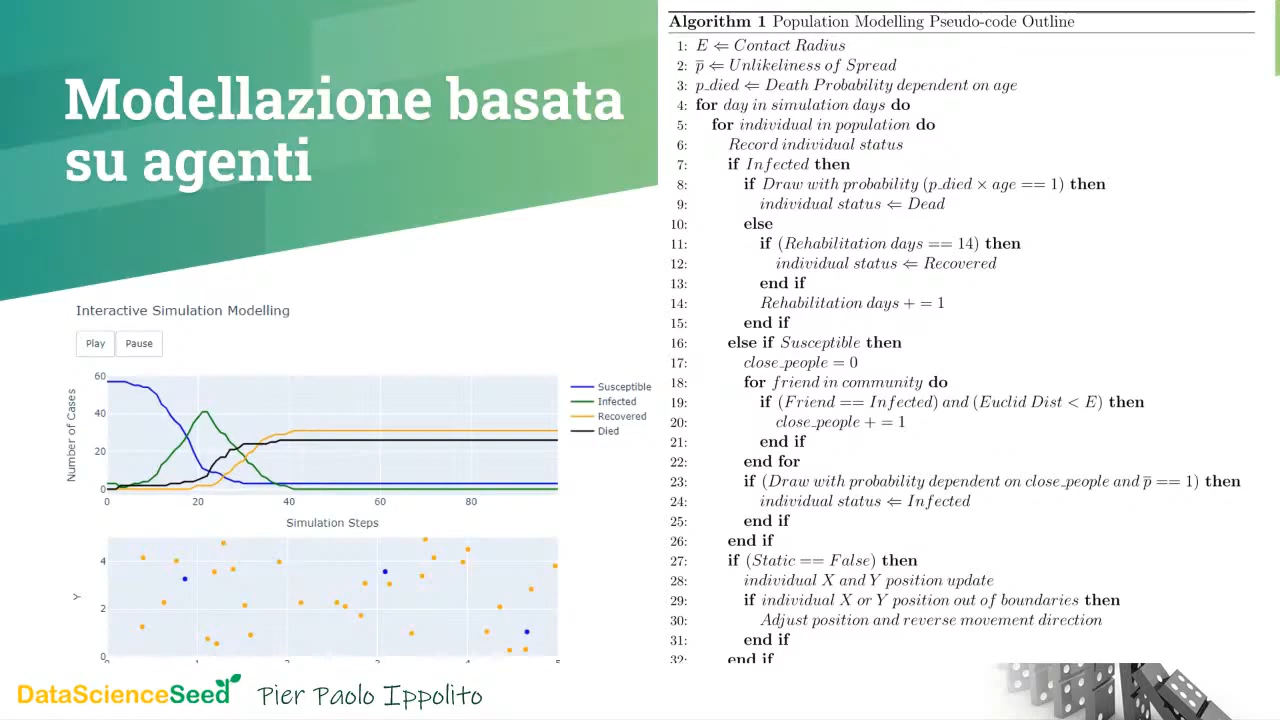 Modellazione basata
su agenti
Interactive Simulation Modelling
Play Pause
60
40
20
0
Number of Cases
0 20 40 60 80
Simulation Steps
Susceptible
Infected
Recovered
Died
4
2
0
Y
0 1 2 3 4 5
Algorithm 1 Population Modelling Pseudo-code Outline
1: E ⇐ Contact Radius
2: p̅ ⇐ Unlikeliness of Spread
3: p_died ⇐ Death Probability dependent on age
4: for day in simulation days do
5: for individual in population do
6: Record individual status
7: if Infected then
8: if Draw with probability (p_died × age == 1) then
9: individual status ⇐ Dead
10: else
11: if (Rehabilitation days == 14) then
12: individual status ⇐ Recovered
13: end if
14: Rehabilitation days + = 1
15: end if
16: else if Susceptible then
17: close_people = 0
18: for friend in community do
19: if (Friend == Infected) and (Euclid Dist < E) then
20: close_people + = 1
21: end if
22: end for
23: if (Draw with probability dependent on close_people and p̅ == 1) then
24: individual status ⇐ Infected
25: end if
26: end if
27: if (Static == False) then
28: individual X and Y position update
29: if individual X or Y position out of boundaries then
30: Adjust position and reverse movement direction
31: end if
32: end if
DataScienceSeed Pier Paolo Ippolito